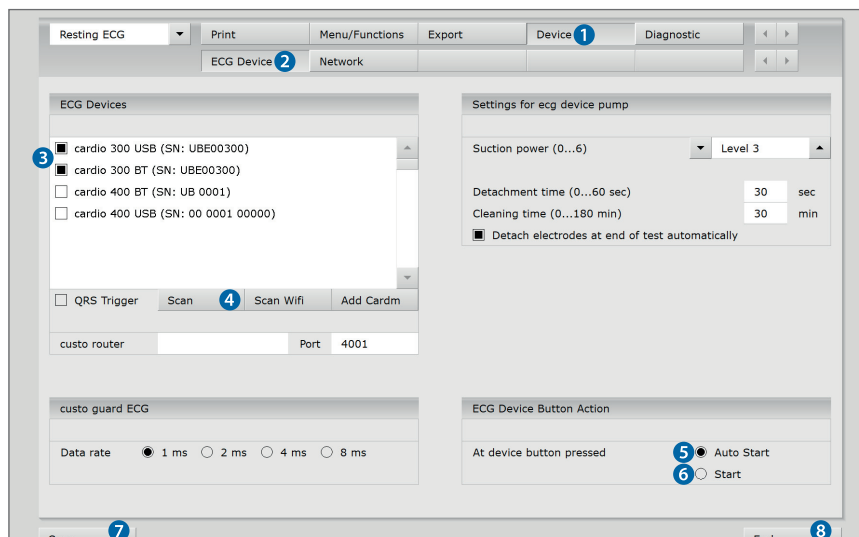 Resting ECG Print Menu/Functions Export Device 1 Diagnostic
ECG Device 2 Network
ECG Devices
3
cardio 300 USB (SN: UBE00300)
cardio 300 BT (SN: UBE00300)
cardio 400 BT (SN: UB 0001)
cardio 400 USB (SN: 00 0001 00000)
QRS Trigger Scan 4 Scan Wifi Add Cardm
custo router Port 4001
Settings for ecg device pump
Suction power (0...6) Level 3
Detachment time (0...60 sec) 30 sec
Cleaning time (0...180 min) 30 min
Detach electrodes at end of test automatically
custo guard ECG
Data rate 1 ms 2 ms 4 ms 8 ms
ECG Device Button Action
At device button pressed 5 Auto Start
6 Start
7 8